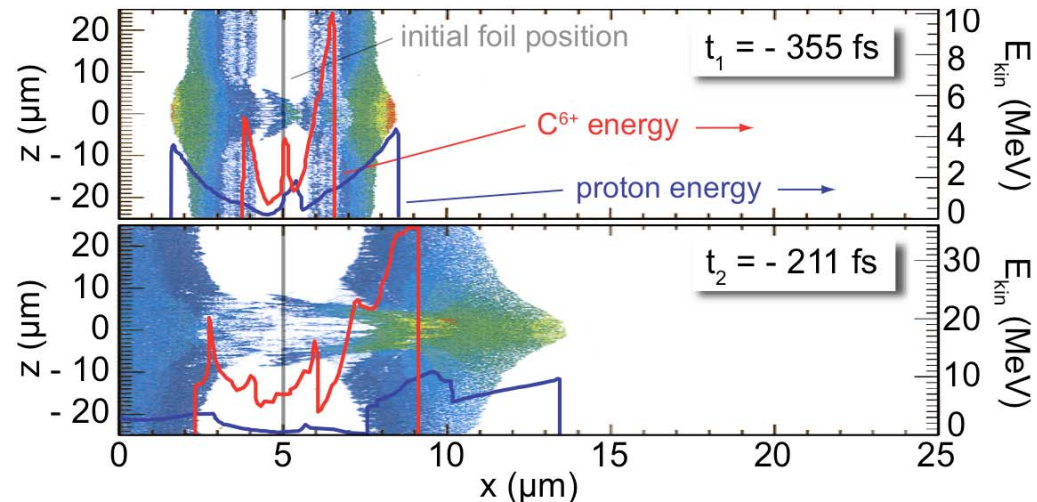 20
10
0
- 10
- 20
z (µm)
initial foil position
t₁ = - 355 fs
C⁶⁺ energy
proton energy
10
8
6
4
2
0
E_kin (MeV)
20
10
0
- 10
- 20
z (µm)
t₂ = - 211 fs
30
20
10
0
E_kin (MeV)
0 5 10 15 20 25
x (µm)